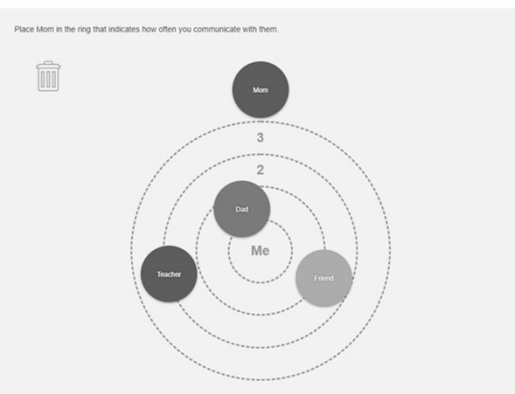 Place Mom in the ring that indicates how often you communicate with them.
Mom
3
2
Dad
Me
Teacher
Friend